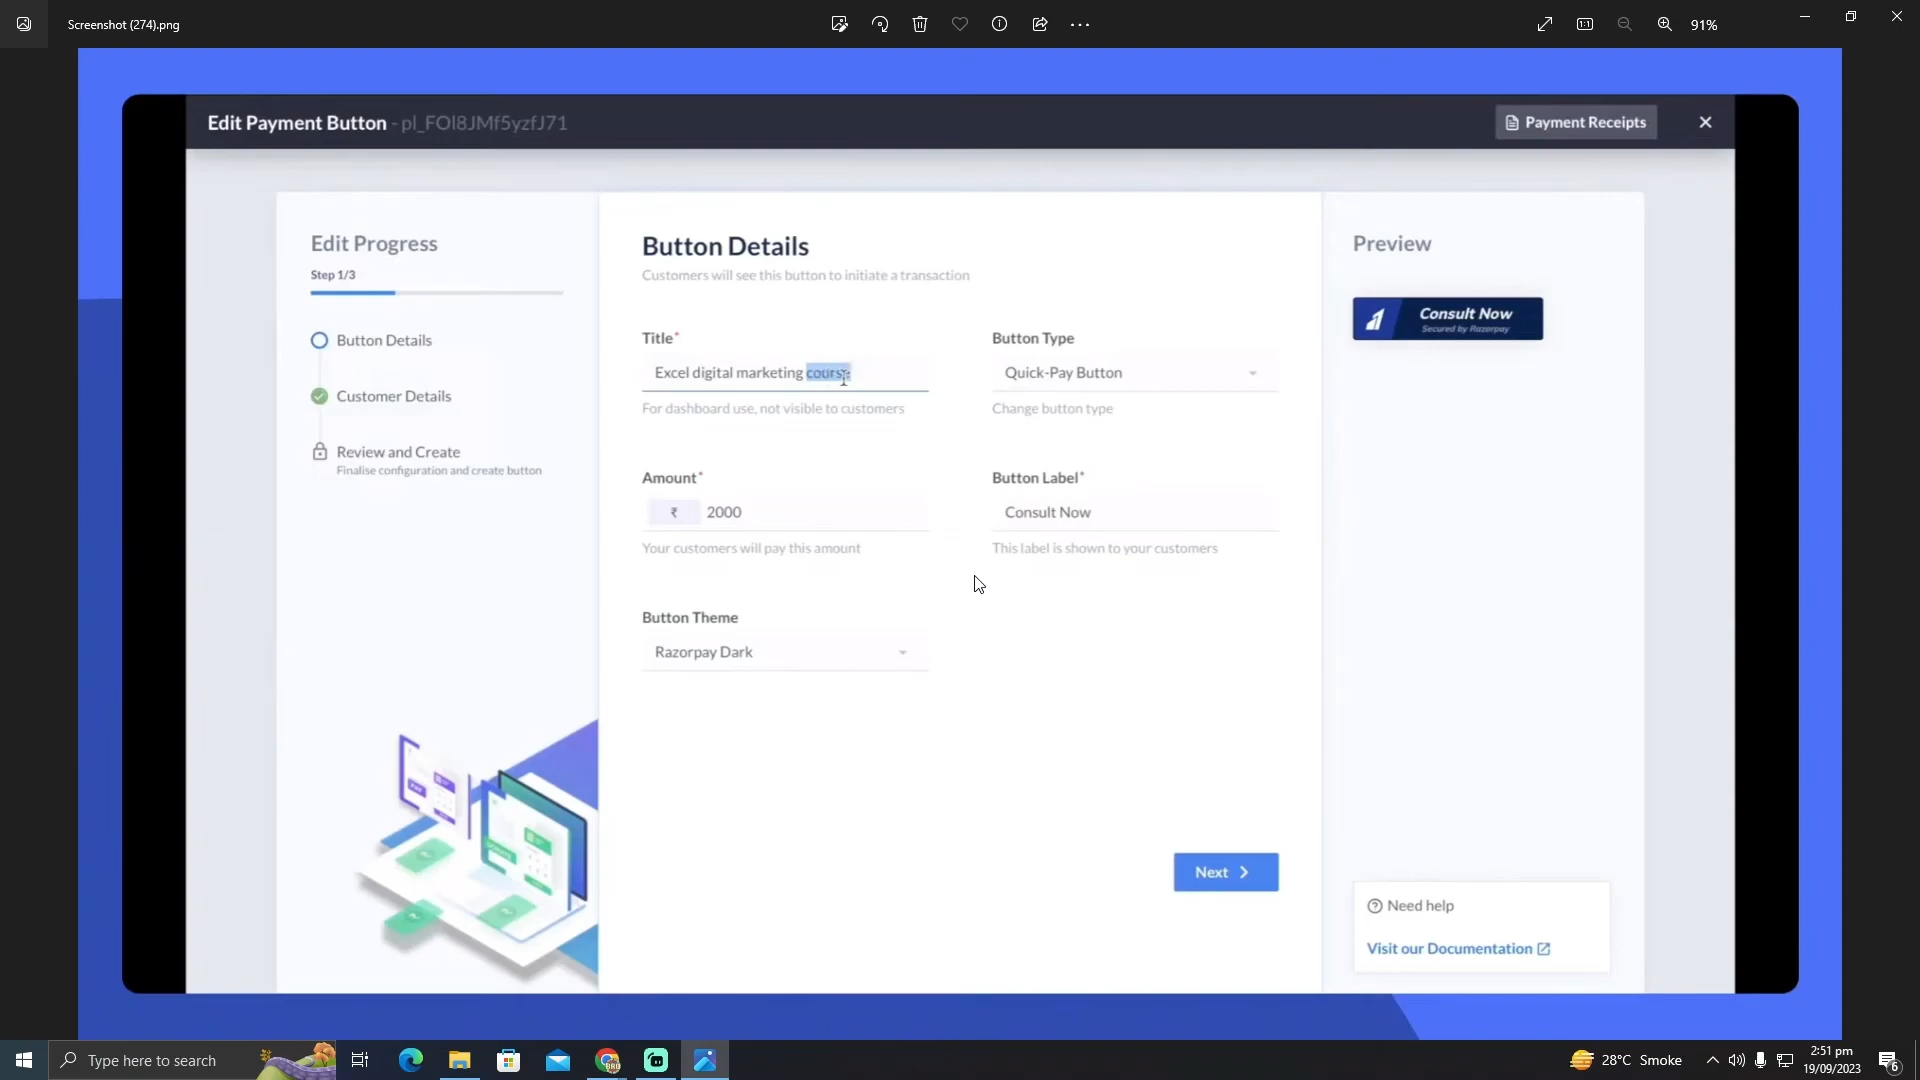 Screenshot (274).png
91%
Edit Payment Button - pl_FOI8JMf5yzfJ71
Payment Receipts
Edit Progress
Step 1/3
Button Details
Customer Details
Review and Create
Finalise configuration and create button
Button Details
Customers will see this button to initiate a transaction
Title*
Excel digital marketing course
For dashboard use, not visible to customers
Button Type
Quick-Pay Button
Change button type
Amount*
₹ 2000
Your customers will pay this amount
Button Label*
Consult Now
This label is shown to your customers
Button Theme
Razorpay Dark
Next
Preview
Consult Now
Secured by Razorpay
Need help
Visit our Documentation
Type here to search
28°C Smoke
2:51 pm
19/09/2023
6